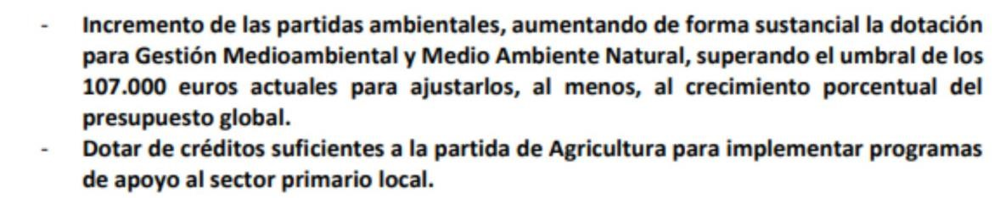 - Incremento de las partidas ambientales, aumentando de forma sustancial la dotación
para Gestión Medioambiental y Medio Ambiente Natural, superando el umbral de los
107.000 euros actuales para ajustarlos, al menos, al crecimiento porcentual del
presupuesto global.
- Dotar de créditos suficientes a la partida de Agricultura para implementar programas
de apoyo al sector primario local.